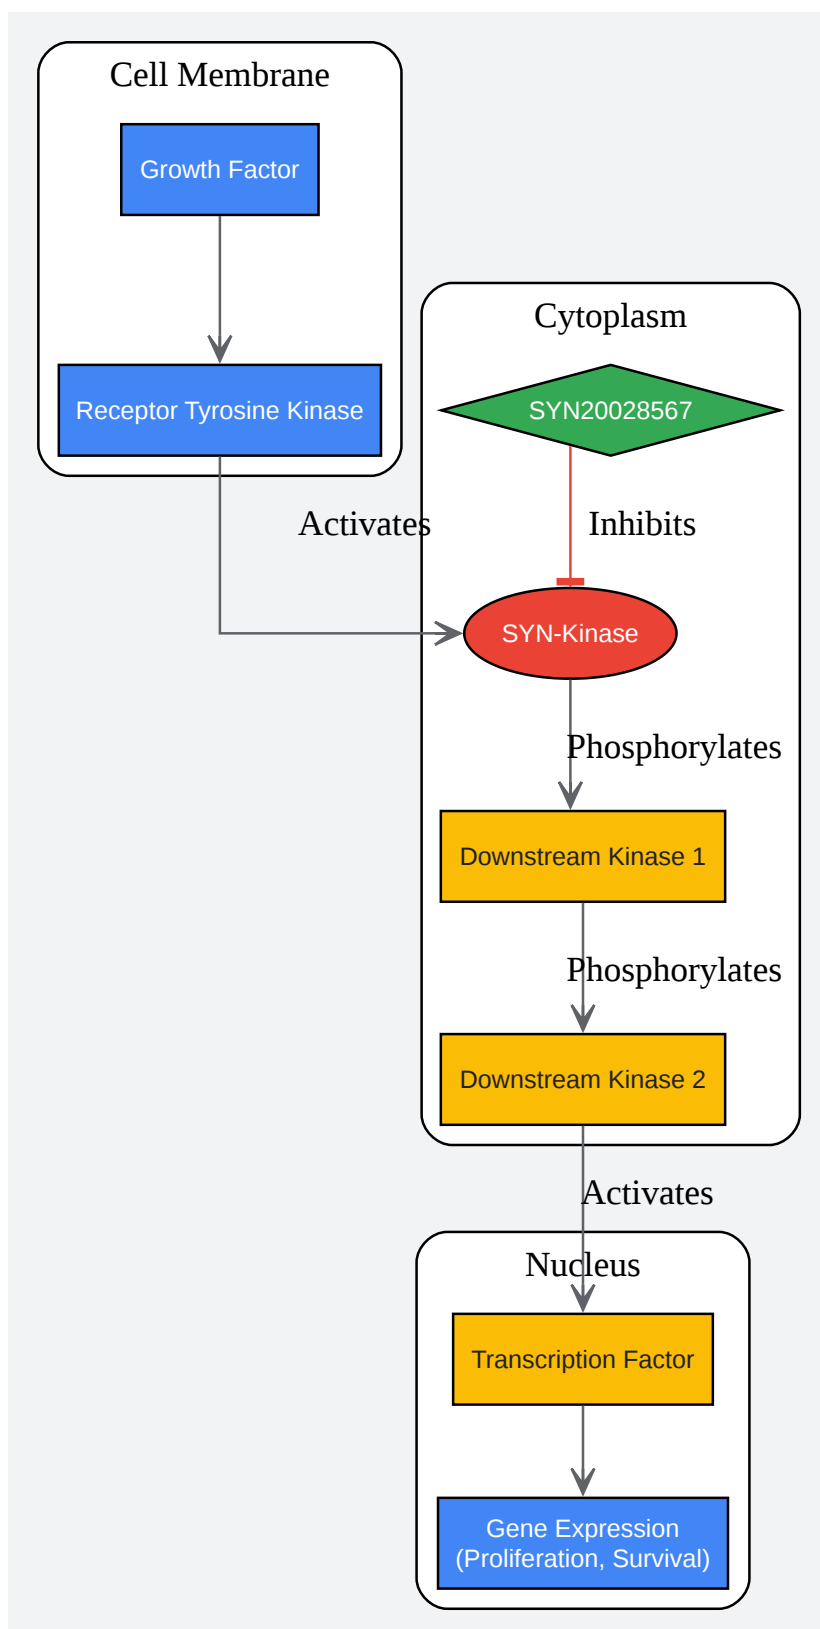 Cell Membrane
Growth Factor
Receptor Tyrosine Kinase
Cytoplasm
SYN20028567
Activates
Inhibits
SYN-Kinase
Phosphorylates
Downstream Kinase 1
Phosphorylates
Downstream Kinase 2
Activates
Nucleus
Transcription Factor
Gene Expression
(Proliferation, Survival)